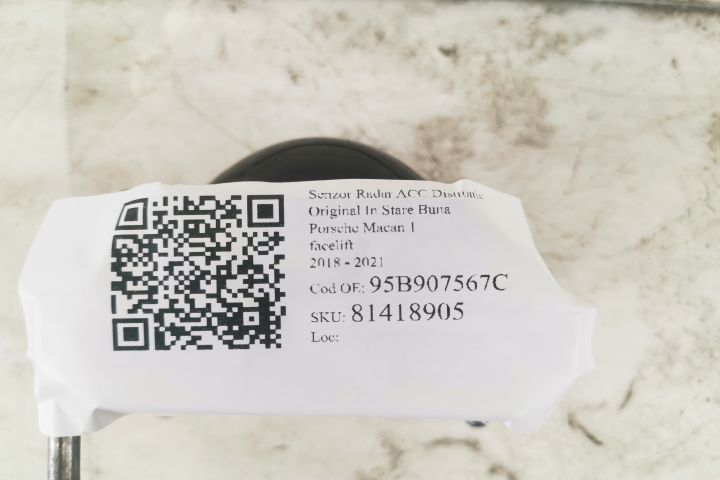 Senzor Radar ACC Distronic
Original In Stare Buna
Porsche Macan 1
facelift
2018 - 2021
Cod OE: 95B907567C
SKU: 81418905
Loc: